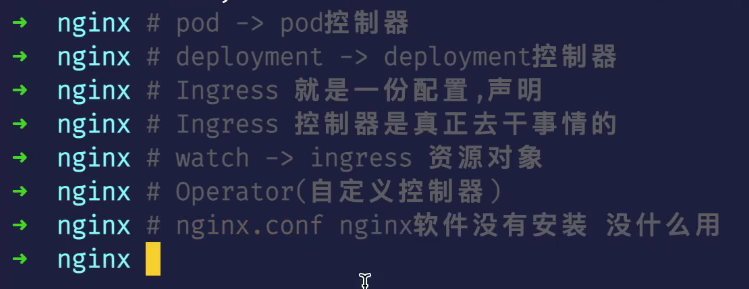 ➜ nginx # pod -> pod控制器
➜ nginx # deployment -> deployment控制器
➜ nginx # Ingress 就是一份配置,声明
➜ nginx # Ingress 控制器是真正去干事情的
➜ nginx # watch -> ingress 资源对象
➜ nginx # Operator(自定义控制器)
➜ nginx # nginx.conf nginx软件没有安装 没什么用
➜ nginx